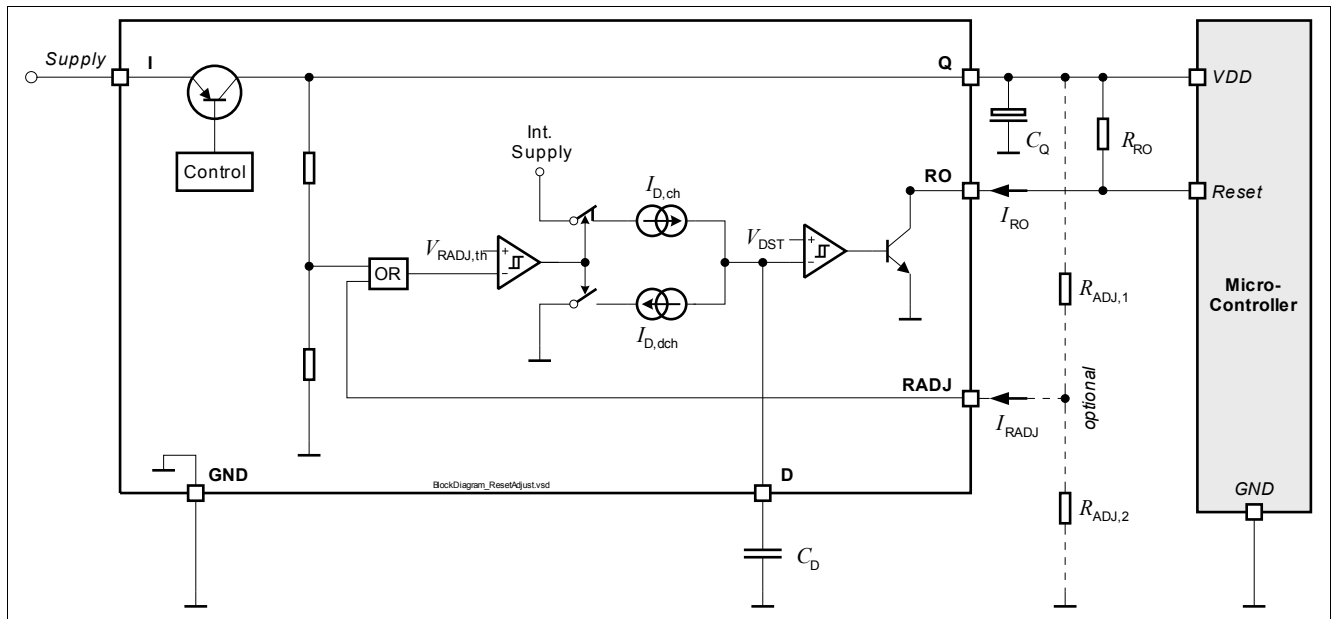 Supply
I
Q
VDD
Control
Int.
Supply
C_Q
R_RO
RO
Reset
I_D,ch
I_RO
V_RADJ,th
+
−
OR
V_DST
+
−
I_D,dch
R_ADJ,1
Micro-
Controller
RADJ
optional
I_RADJ
GND
BlockDiagram_ResetAdjust.vsd
D
R_ADJ,2
GND
C_D